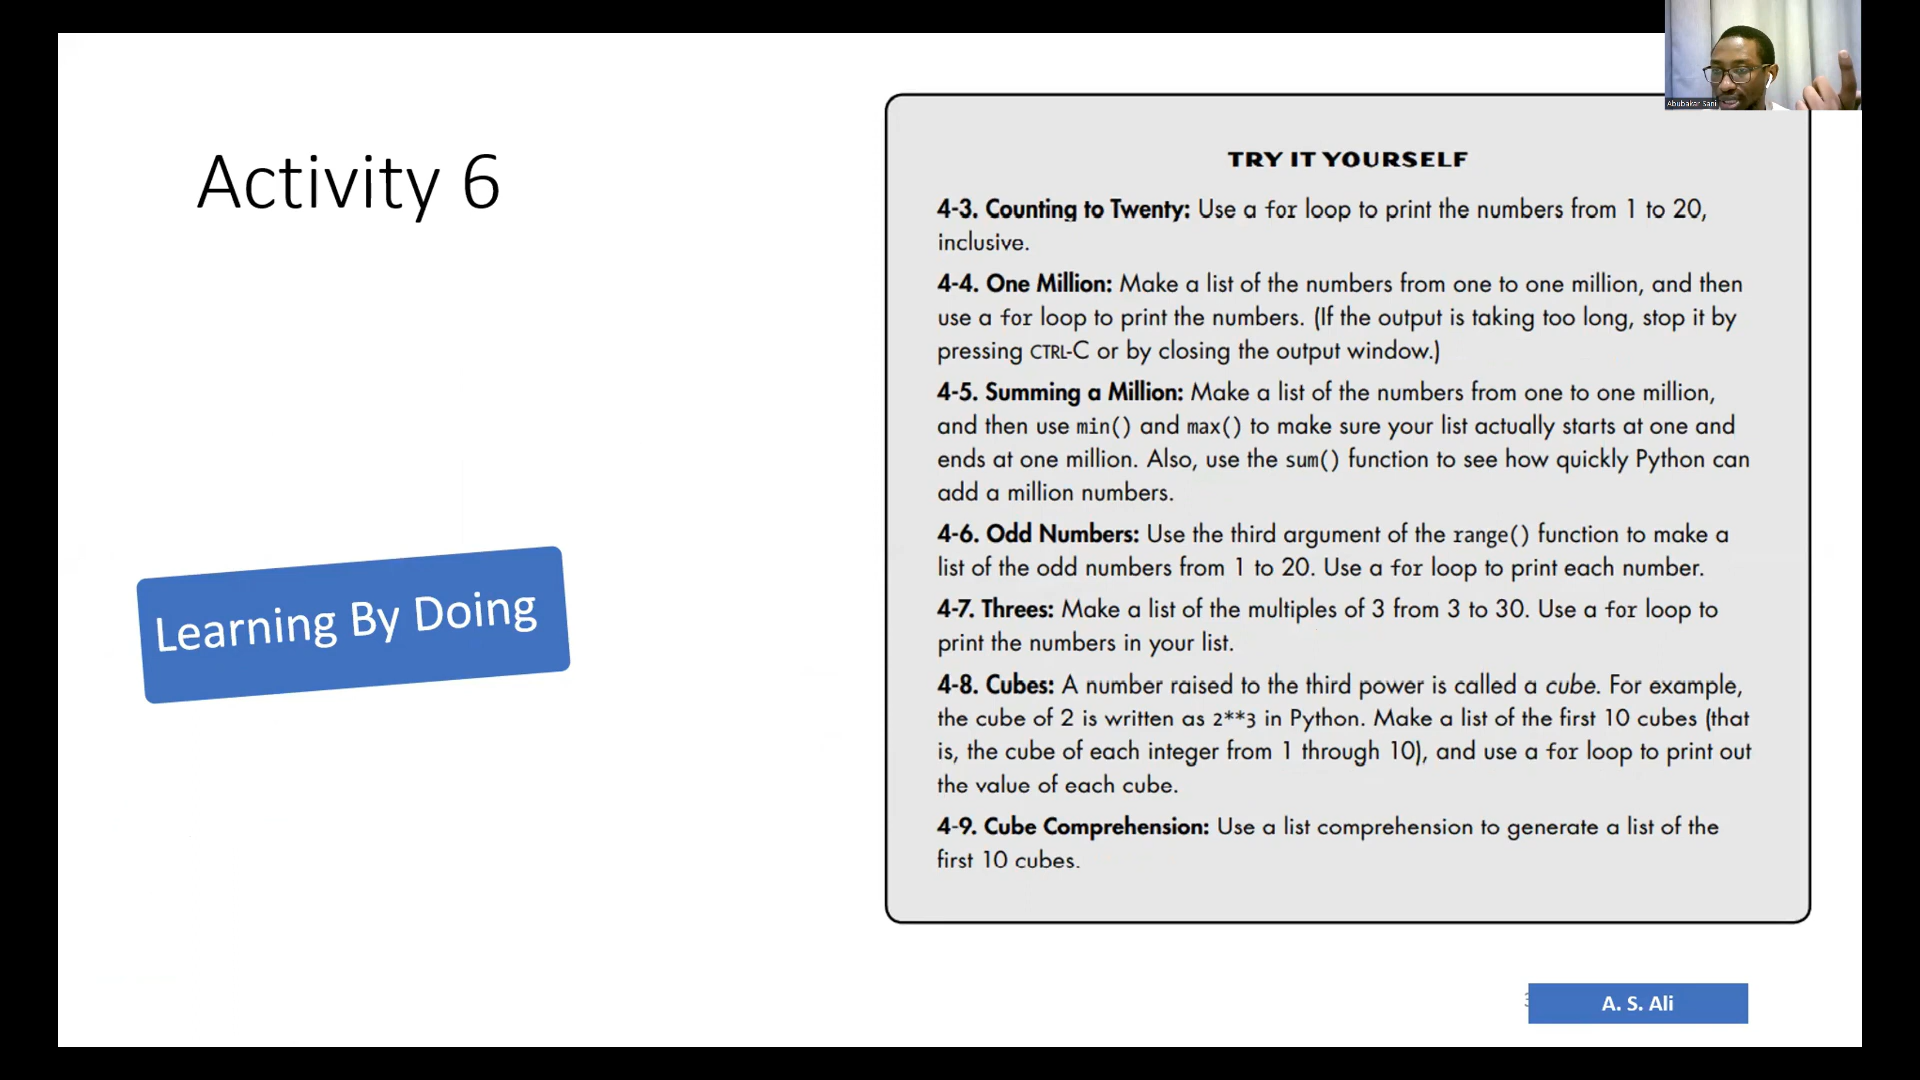 Abubakar Sani
Activity 6
Learning By Doing
TRY IT YOURSELF
4-3. Counting to Twenty: Use a for loop to print the numbers from 1 to 20,
inclusive.
4-4. One Million: Make a list of the numbers from one to one million, and then
use a for loop to print the numbers. (If the output is taking too long, stop it by
pressing CTRL-C or by closing the output window.)
4-5. Summing a Million: Make a list of the numbers from one to one million,
and then use min() and max() to make sure your list actually starts at one and
ends at one million. Also, use the sum() function to see how quickly Python can
add a million numbers.
4-6. Odd Numbers: Use the third argument of the range() function to make a
list of the odd numbers from 1 to 20. Use a for loop to print each number.
4-7. Threes: Make a list of the multiples of 3 from 3 to 30. Use a for loop to
print the numbers in your list.
4-8. Cubes: A number raised to the third power is called a cube. For example,
the cube of 2 is written as 2**3 in Python. Make a list of the first 10 cubes (that
is, the cube of each integer from 1 through 10), and use a for loop to print out
the value of each cube.
4-9. Cube Comprehension: Use a list comprehension to generate a list of the
first 10 cubes.
A. S. Ali